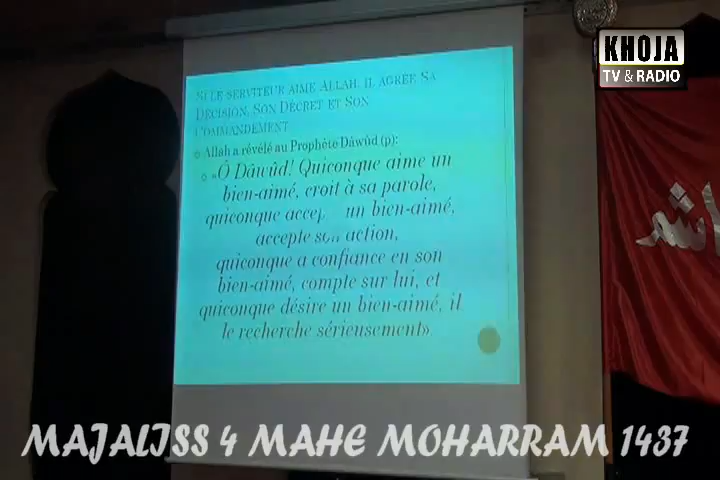 KHOJA
TV & RADIO
SI LE SERVITEUR AIME ALLAH, IL AGRÉE SA
DÉCISION, SON DÉCRET ET SON
COMMANDEMENT
Allah a révélé au Prophète Dâwûd (p):
«Ô Dâwûd! Quiconque aime un
bien-aimé, croit à sa parole,
quiconque accep un bien-aimé,
accepte son action,
quiconque a confiance en son
bien-aimé, compte sur lui, et
quiconque désire un bien-aimé, il
le recherche sérieusement».
MAJALISS 4 MAHE MOHARRAM 1437